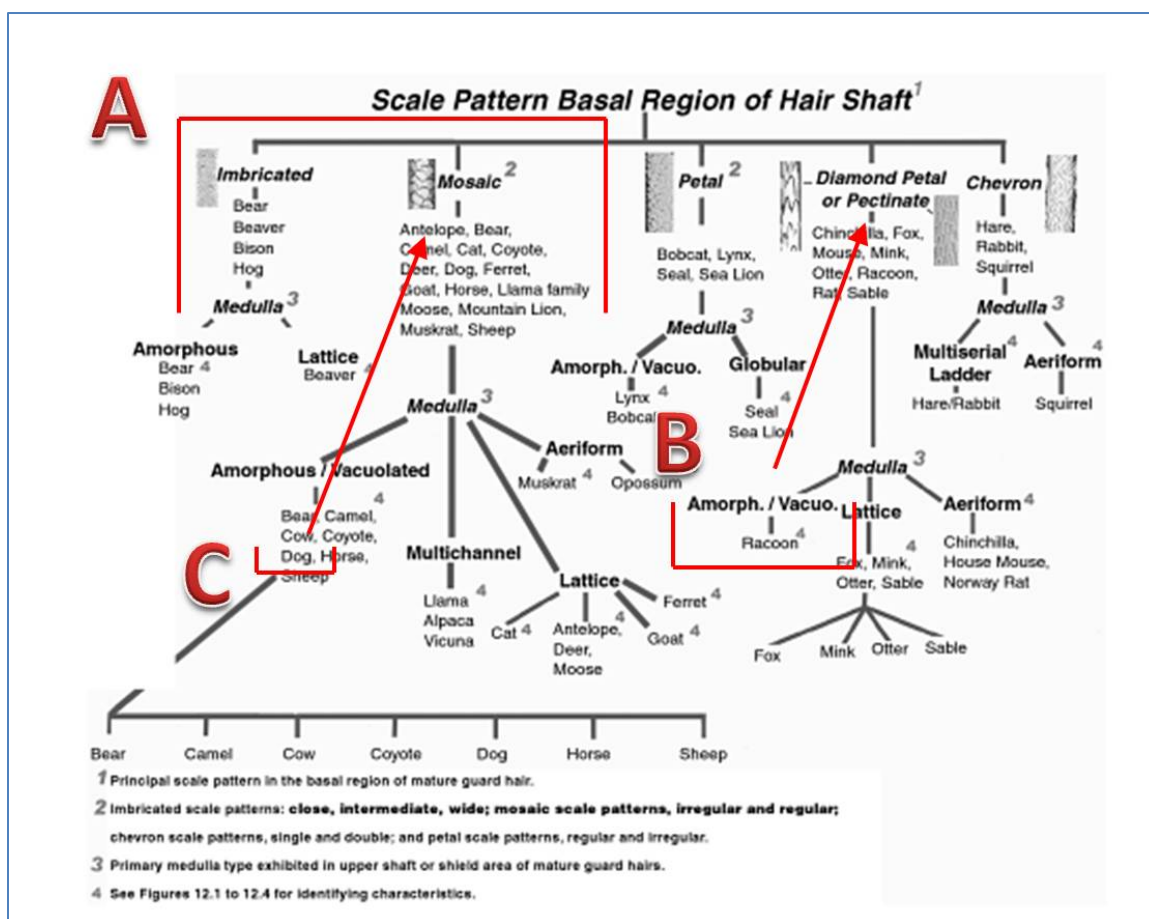 A
Scale Pattern Basal Region of Hair Shaft 1
Imbricated
Bear
Beaver
Bison
Hog
Medulla 3
Amorphous
Bear 4
Bison
Hog
Lattice
Beaver 4
Mosaic 2
Antelope, Bear,
Camel, Cat, Coyote,
Deer, Dog, Ferret,
Goat, Horse, Llama family
Moose, Mountain Lion,
Muskrat, Sheep
Medulla 3
Amorphous / Vacuolated
4
Bear, Camel,
Cow, Coyote,
Dog, Horse,
Sheep
C
Multichannel
Llama 4
Alpaca
Vicuna
Lattice
Cat 4
Antelope, 4
Deer,
Moose
Goat 4
Ferret 4
Aeriform
Muskrat 4
Opossum
Petal 2
Bobcat, Lynx,
Seal, Sea Lion
Medulla 3
Amorph. / Vacuo.
Lynx 4
Bobcat
Globular
Seal 4
Sea Lion
B
Diamond Petal
or Pectinate
Chinchilla, Fox,
Mouse, Mink,
Otter, Racoon,
Rat, Sable
Medulla 3
Amorph. / Vacuo.
Racoon 4
Lattice
Fox, Mink, 4
Otter, Sable
Fox
Mink
Otter
Sable
Aeriform 4
Chinchilla,
House Mouse,
Norway Rat
Chevron
Hare,
Rabbit,
Squirrel
Medulla 3
Multiserial 4
Ladder
Hare/Rabbit
Aeriform 4
Squirrel
Bear Camel Cow Coyote Dog Horse Sheep
1 Principal scale pattern in the basal region of mature guard hair.
2 Imbricated scale patterns: close, intermediate, wide; mosaic scale patterns, irregular and regular;
chevron scale patterns, single and double; and petal scale patterns, regular and irregular.
3 Primary medulla type exhibited in upper shaft or shield area of mature guard hairs.
4 See Figures 12.1 to 12.4 for identifying characteristics.